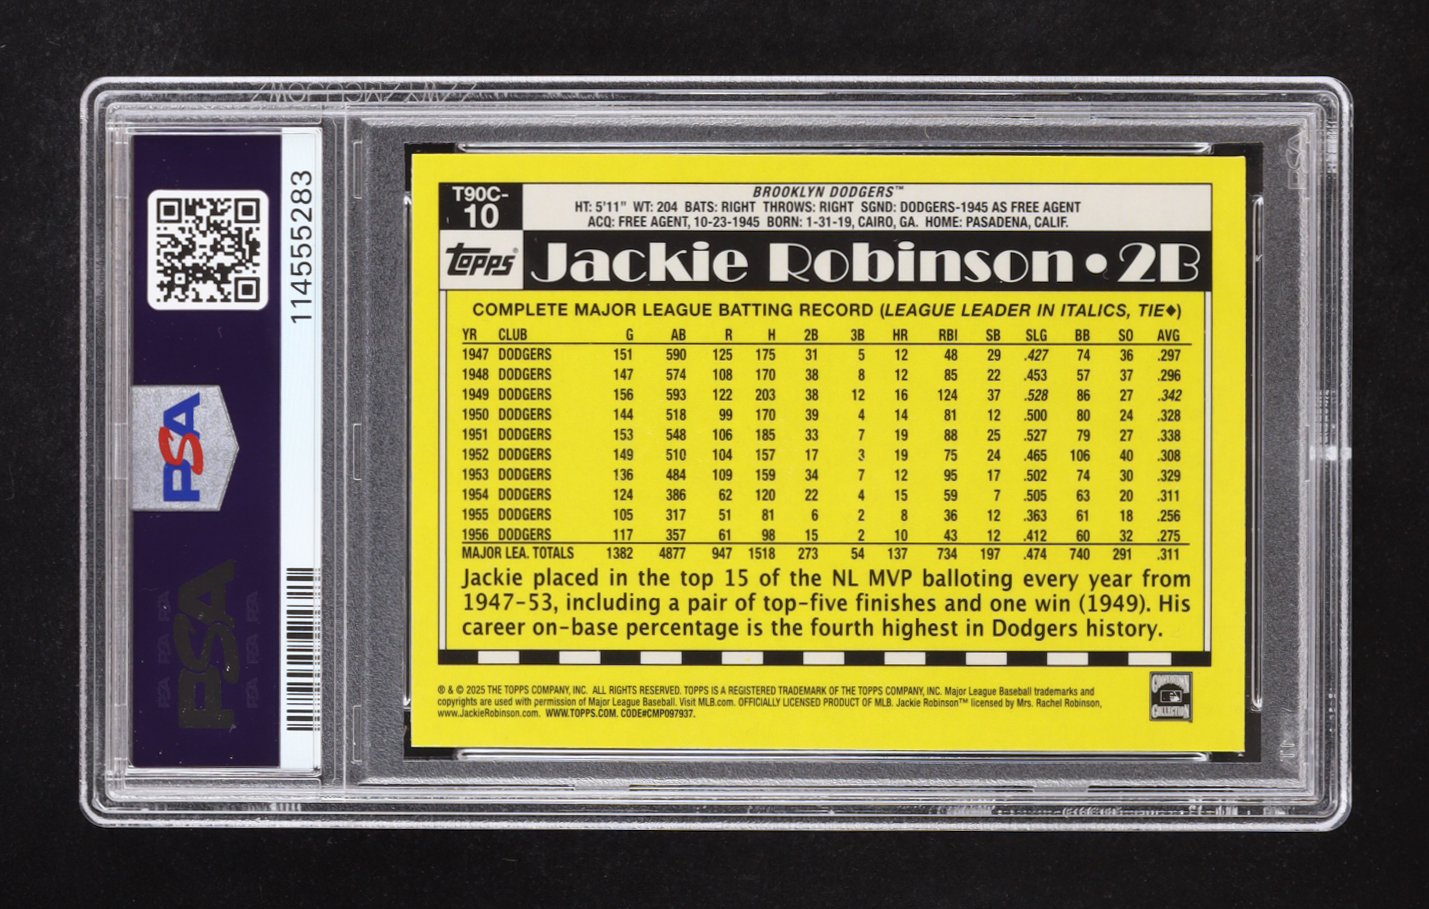 T90C-
10
BROOKLYN DODGERS™
HT: 5'11" WT: 204 BATS: RIGHT THROWS: RIGHT SGND: DODGERS-1945 AS FREE AGENT
ACQ: FREE AGENT, 10-23-1945 BORN: 1-31-19, CAIRO, GA. HOME: PASADENA, CALIF.
Topps® Jackie Robinson • 2B
COMPLETE MAJOR LEAGUE BATTING RECORD (LEAGUE LEADER IN ITALICS, TIE◆)
YR CLUB G AB R H 2B 3B HR RBI SB SLG BB SO AVG
1947 DODGERS 151 590 125 175 31 5 12 48 29 .427 74 36 .297
1948 DODGERS 147 574 108 170 38 8 12 85 22 .453 57 37 .296
1949 DODGERS 156 593 122 203 38 12 16 124 37 .528 86 27 .342
1950 DODGERS 144 518 99 170 39 4 14 81 12 .500 80 24 .328
1951 DODGERS 153 548 106 185 33 7 19 88 25 .527 79 27 .338
1952 DODGERS 149 510 104 157 17 3 19 75 24 .465 106 40 .308
1953 DODGERS 136 484 109 159 34 7 12 95 17 .502 74 30 .329
1954 DODGERS 124 386 62 120 22 4 15 59 7 .505 63 20 .311
1955 DODGERS 105 317 51 81 6 2 8 36 12 .363 61 18 .256
1956 DODGERS 117 357 61 98 15 2 10 43 12 .412 60 32 .275
MAJOR LEA. TOTALS 1382 4877 947 1518 273 54 137 734 197 .474 740 291 .311
Jackie placed in the top 15 of the NL MVP balloting every year from
1947-53, including a pair of top-five finishes and one win (1949). His
career on-base percentage is the fourth highest in Dodgers history.
® & © 2025 THE TOPPS COMPANY, INC. ALL RIGHTS RESERVED. TOPPS IS A REGISTERED TRADEMARK OF THE TOPPS COMPANY, INC. Major League Baseball trademarks and
copyrights are used with permission of Major League Baseball. Visit MLB.com. OFFICIALLY LICENSED PRODUCT OF MLB. Jackie Robinson™ licensed by Mrs. Rachel Robinson,
www.JackieRobinson.com. WWW.TOPPS.COM. CODE#CMP097937.
COOPERSTOWN
COLLECTION
114555283
PSA
PSA